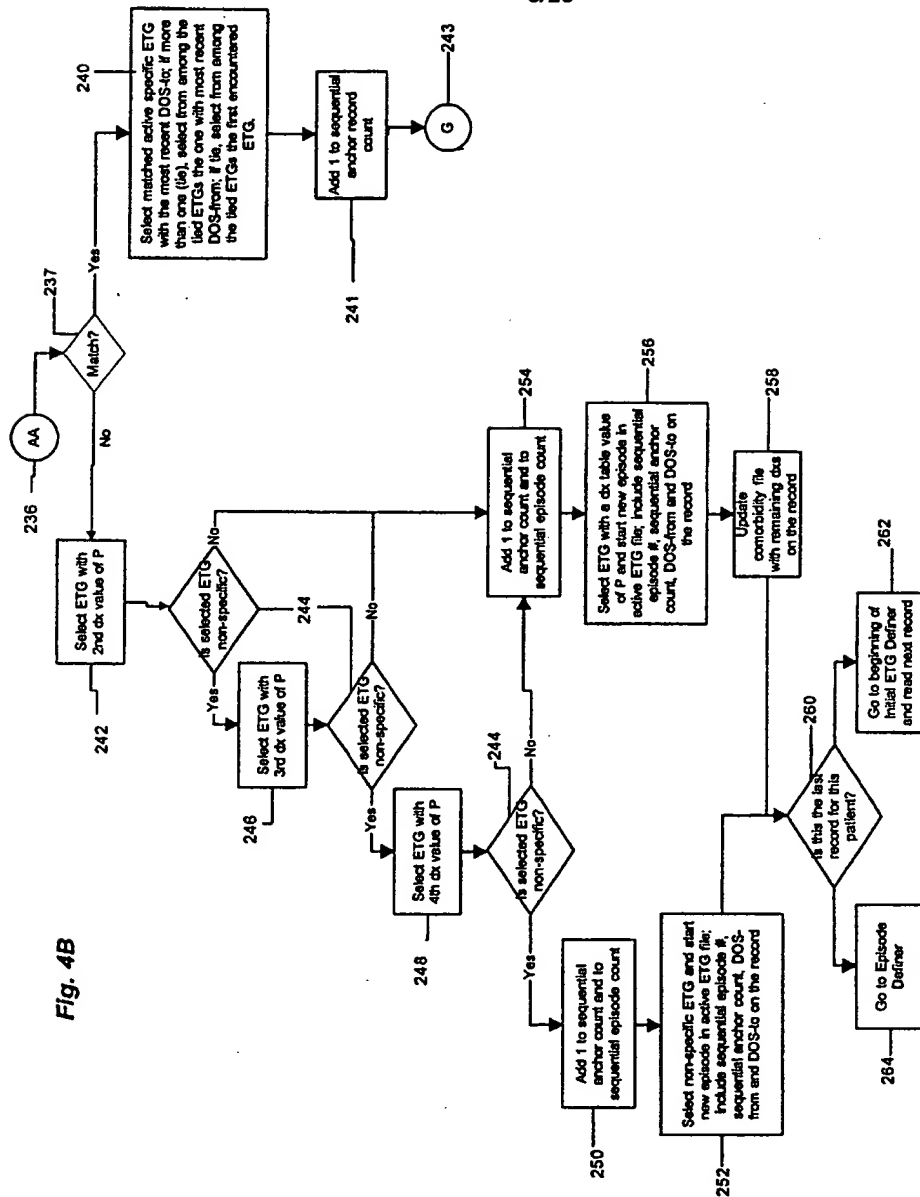 Fig. 4B
236
AA
237
Match?
Yes
No
240
Select matched active specific ETG
with the most recent DOS-to; if more
than one (tie), select from among the
tied ETGs the one with most recent
DOS-from; if tie, select from among
the tied ETGs the first encountered
ETG.
241
Add 1 to sequential
anchor record
count
G
243
Select ETG with
2nd dx value of P
242
Is selected ETG
non-specific?
No
Yes
244
Select ETG with
3rd dx value of P
246
Is selected ETG
non-specific?
No
Yes
Select ETG with
4th dx value of P
248
244
Is selected ETG
non-specific?
No
Yes
Add 1 to sequential
anchor count and to
sequential episode count
250
Select non-specific ETG and start
new episode in active ETG file;
include sequential episode #,
sequential anchor count, DOS-
from and DOS-to on the record
252
Add 1 to sequential
anchor count and to
sequential episode count
254
Select ETG with a dx table value
of P and start new episode in
active ETG file; include sequential
episode #, sequential anchor
count, DOS-from and DOS-to on
the record
256
Update
comorbidity file
with remaining dxs
on the record
258
260
Is this the last
record for this
patient?
Go to beginning of
Initial ETG Definer
and read next record
262
Go to Episode
Definer
264